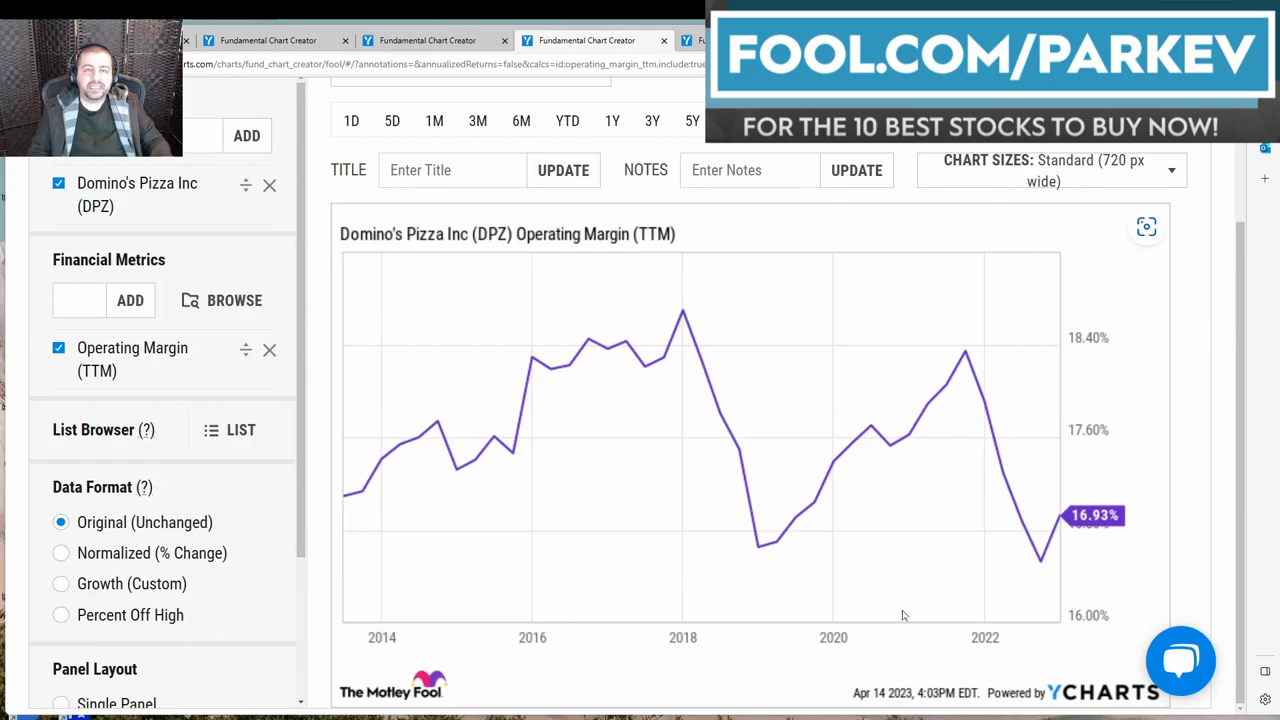 Fundamental Chart Creator
Fundamental Chart Creator
Fundamental Chart Creator
FOOL.COM/PARKEV
FOR THE 10 BEST STOCKS TO BUY NOW!
rts.com/charts/fund_chart_creator/fool/#/?annotations=&annualizedReturns=false&calcs=id:operating_margin_ttm,include:true
1D 5D 1M 3M 6M YTD 1Y 3Y 5Y
ADD
TITLE Enter Title UPDATE NOTES Enter Notes UPDATE CHART SIZES: Standard (720 px
wide)
Domino's Pizza Inc
(DPZ)
Financial Metrics
ADD BROWSE
Operating Margin
(TTM)
List Browser (?) LIST
Data Format (?)
Original (Unchanged)
Normalized (% Change)
Growth (Custom)
Percent Off High
Panel Layout
Single Panel
Domino's Pizza Inc (DPZ) Operating Margin (TTM)
18.40%
17.60%
16.93%
16.00%
2014 2016 2018 2020 2022
The Motley Fool.
Apr 14 2023, 4:03PM EDT. Powered by YCHARTS